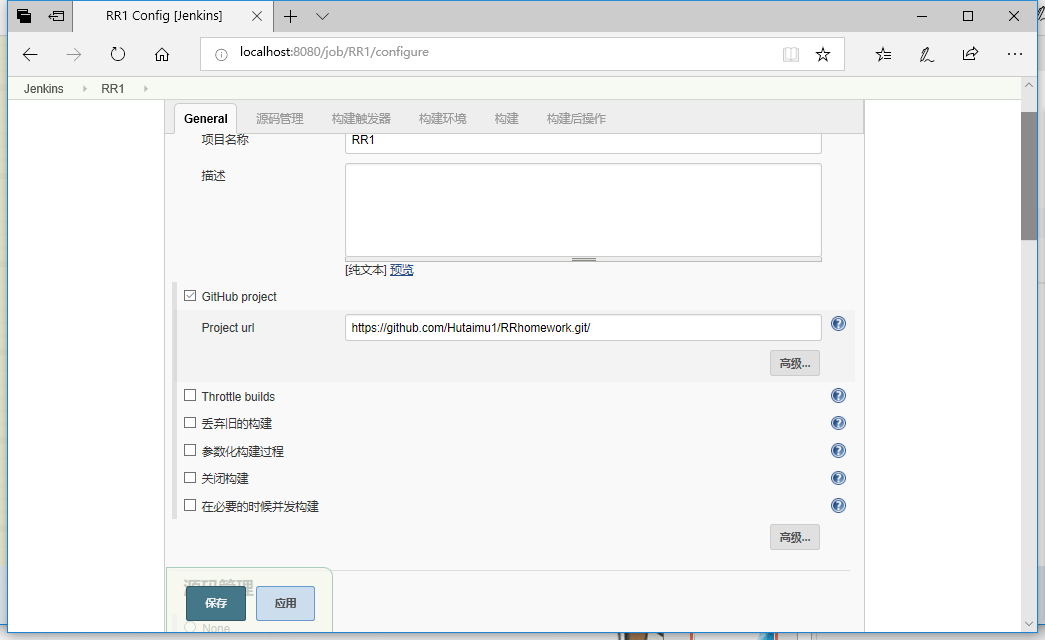 RR1 Config [Jenkins]
localhost:8080/job/RR1/configure
Jenkins RR1
General 源码管理 构建触发器 构建环境 构建 构建后操作
项目名称 RR1
描述
[纯文本] 预览
GitHub project
Project url https://github.com/Hutaimu1/RRhomework.git/
高级...
Throttle builds
丢弃旧的构建
参数化构建过程
关闭构建
在必要的时候并发构建
高级...
源码管理
保存 应用
None